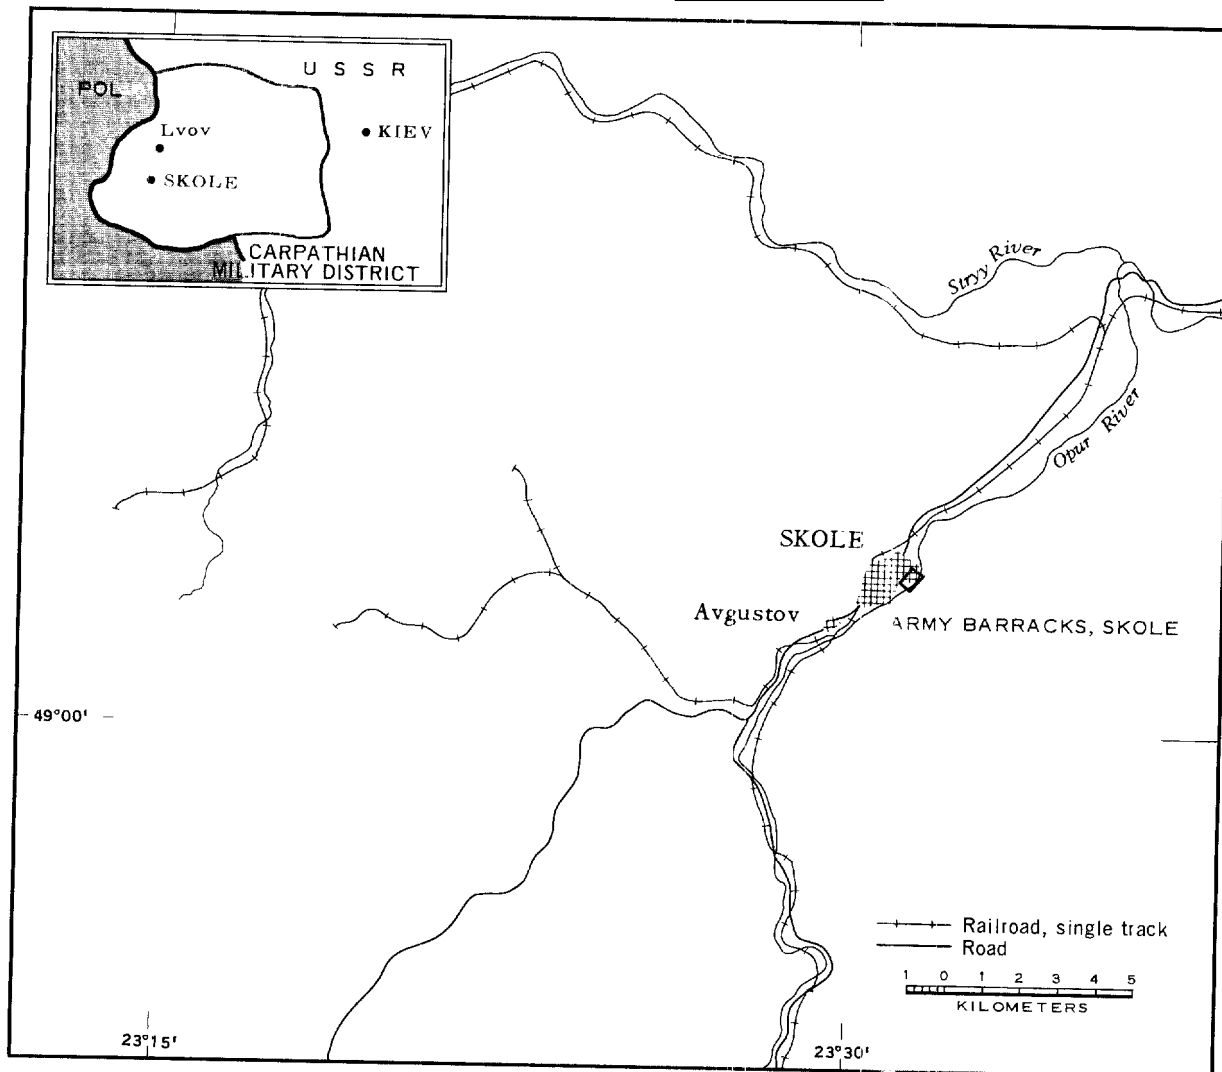 U S S R
POL
Lvov
KIEV
SKOLE
CARPATHIAN
MILITARY DISTRICT
Stryy River
Opur River
SKOLE
Avgustov
ARMY BARRACKS, SKOLE
49°00'
Railroad, single track
Road
1 0 1 2 3 4 5
KILOMETERS
23°15'
23°30'